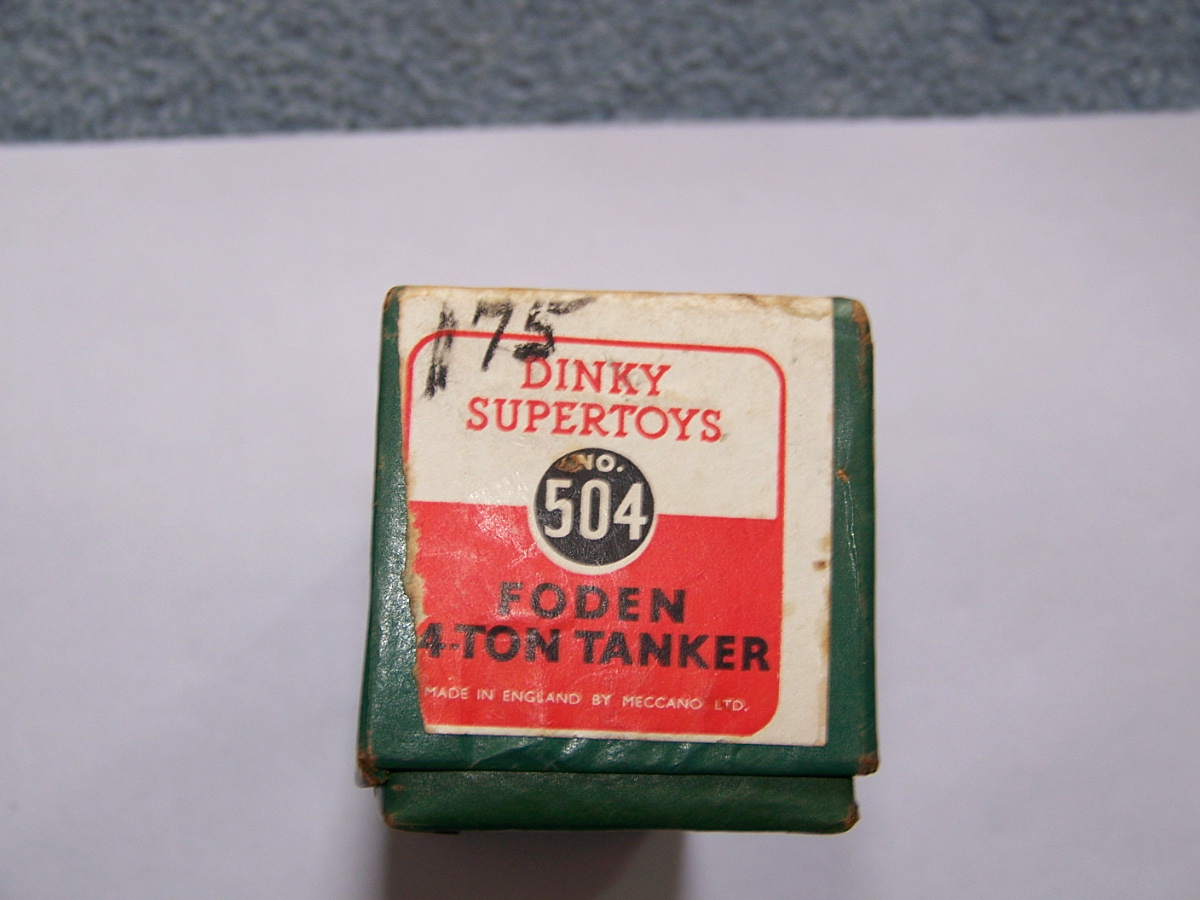 175
DINKY
SUPERTOYS
NO.
504
FODEN
4-TON TANKER
MADE IN ENGLAND BY MECCANO LTD.